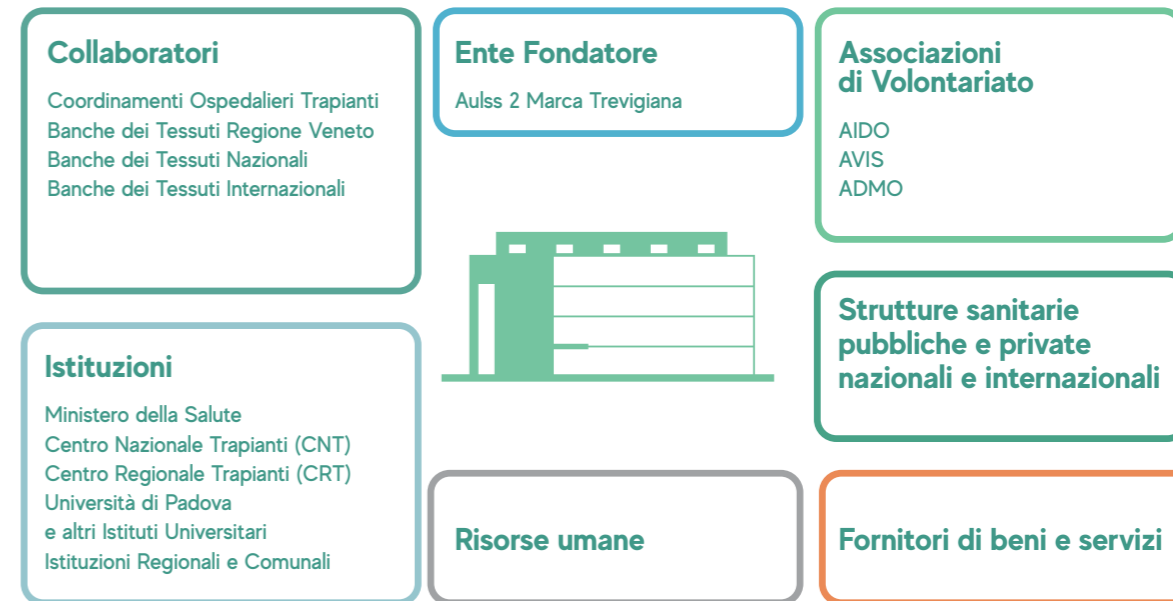 Collaboratori
Coordinamenti Ospedalieri Trapianti
Banche dei Tessuti Regione Veneto
Banche dei Tessuti Nazionali
Banche dei Tessuti Internazionali
Ente Fondatore
Aulss 2 Marca Trevigiana
Associazioni
di Volontariato
AIDO
AVIS
ADMO
Istituzioni
Ministero della Salute
Centro Nazionale Trapianti (CNT)
Centro Regionale Trapianti (CRT)
Università di Padova
e altri Istituti Universitari
Istituzioni Regionali e Comunali
Strutture sanitarie
pubbliche e private
nazionali e internazionali
Risorse umane
Fornitori di beni e servizi